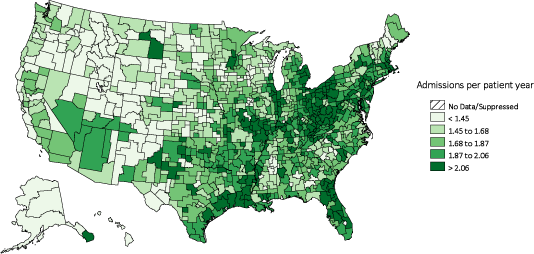 Admissions per patient year
No Data/Suppressed
< 1.45
1.45 to 1.68
1.68 to 1.87
1.87 to 2.06
> 2.06